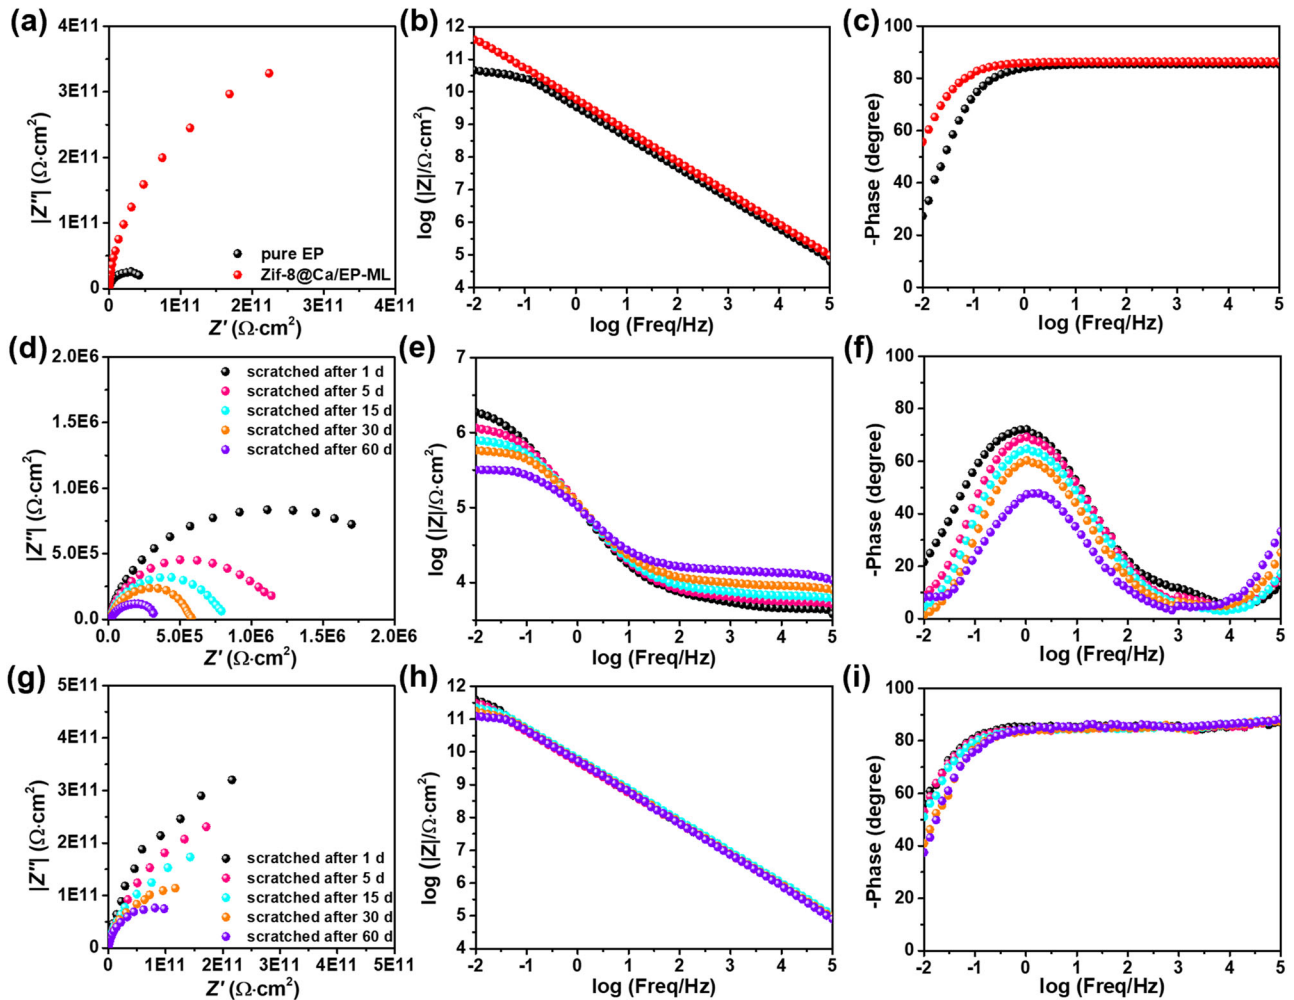 (a)
4E11
3E11
2E11
1E11
0
|Z″| (Ω·cm²)
pure EP
Zif-8@Ca/EP-ML
1E11 2E11 3E11 4E11
Z′ (Ω·cm²)
(b)
12
11
10
9
8
7
6
5
4
log (|Z|/Ω·cm²)
-2 -1 0 1 2 3 4 5
log (Freq/Hz)
(c)
100
80
60
40
20
0
-Phase (degree)
-2 -1 0 1 2 3 4 5
log (Freq/Hz)
(d)
2.0E6
1.5E6
1.0E6
5.0E5
0.0
|Z″| (Ω·cm²)
scratched after 1 d
scratched after 5 d
scratched after 15 d
scratched after 30 d
scratched after 60 d
0.0 5.0E5 1.0E6 1.5E6 2.0E6
Z′ (Ω·cm²)
(e)
7
6
5
4
log (|Z|/Ω·cm²)
-2 -1 0 1 2 3 4 5
log (Freq/Hz)
(f)
100
80
60
40
20
0
-Phase (degree)
-2 -1 0 1 2 3 4 5
log (Freq/Hz)
(g)
5E11
4E11
3E11
2E11
1E11
0
|Z″| (Ω·cm²)
scratched after 1 d
scratched after 5 d
scratched after 15 d
scratched after 30 d
scratched after 60 d
0 1E11 2E11 3E11 4E11 5E11
Z′ (Ω·cm²)
(h)
12
11
10
9
8
7
6
5
4
log (|Z|/Ω·cm²)
-2 -1 0 1 2 3 4 5
log (Freq/Hz)
(i)
100
80
60
40
20
0
-Phase (degree)
-2 -1 0 1 2 3 4 5
log (Freq/Hz)